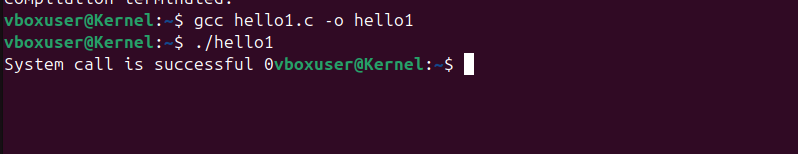 compilation terminated.
vboxuser@Kernel:~$ gcc hello1.c -o hello1
vboxuser@Kernel:~$ ./hello1
System call is successful 0vboxuser@Kernel:~$